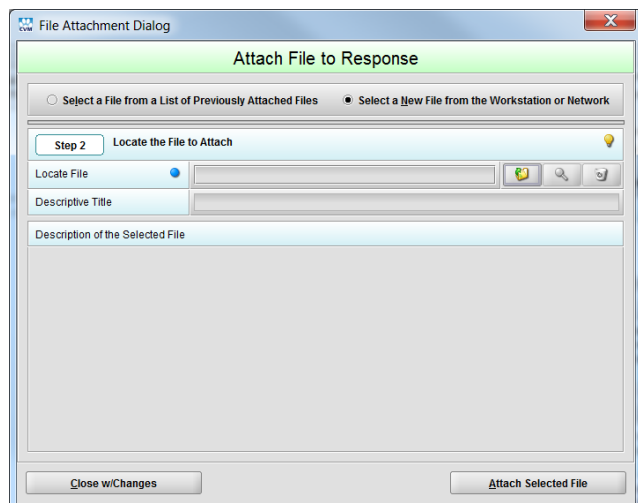 CVM File Attachment Dialog
Attach File to Response
Select a File from a List of Previously Attached Files Select a New File from the Workstation or Network
Step 2 Locate the File to Attach
Locate File
Descriptive Title
Description of the Selected File
Close w/Changes Attach Selected File